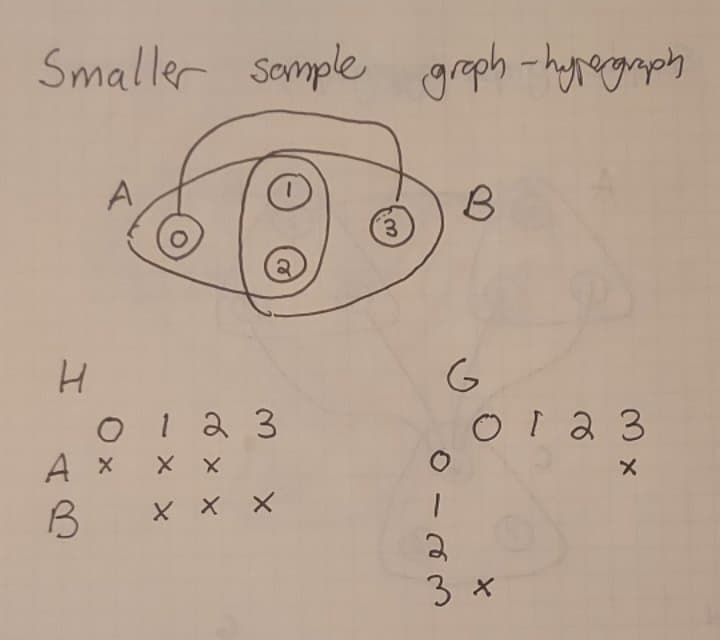 Smaller sample graph-hypergraph
A 0 1 2 3 B
H
0 1 2 3
A x x x
B x x x
G
0 1 2 3
0 x
1
2
3 x